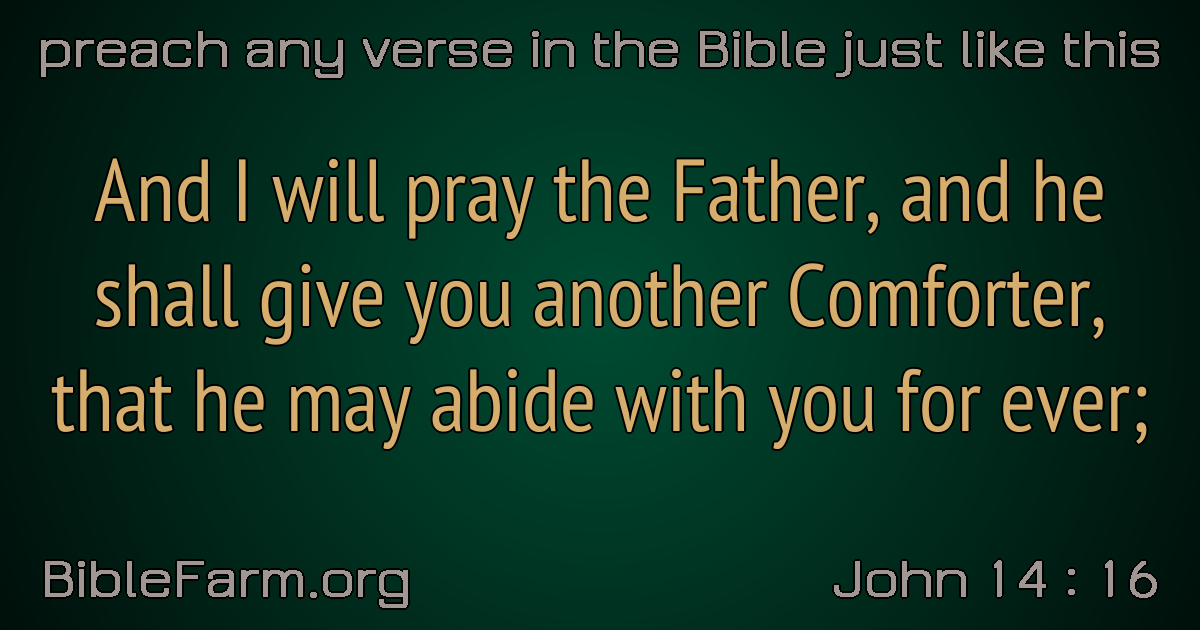 preach any verse in the Bible just like this
And I will pray the Father, and he
shall give you another Comforter,
that he may abide with you for ever;
BibleFarm.org
John 14 : 16